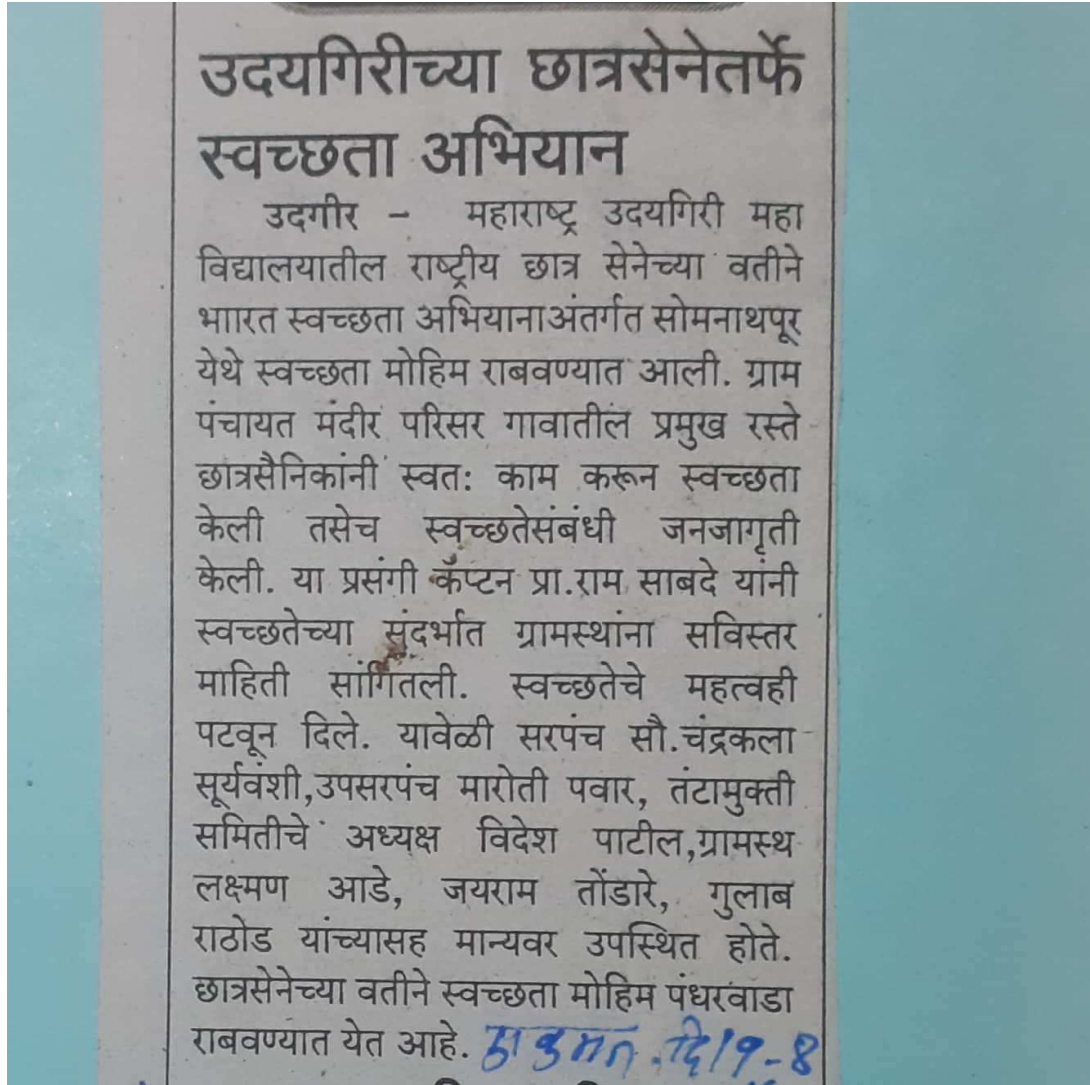 उदयगिरीच्या छात्रसेनेतर्फे
स्वच्छता अभियान
उदगीर - महाराष्ट्र उदयगिरी महा
विद्यालयातील राष्ट्रीय छात्र सेनेच्या वतीने
भाारत स्वच्छता अभियानाअंतर्गत सोमनाथपूर
येथे स्वच्छता मोहिम राबवण्यात आली. ग्राम
पंचायत मंदीर परिसर गावातील प्रमुख रस्ते
छात्रसैनिकांनी स्वत: काम करून स्वच्छता
केली तसेच स्वच्छतेसंबंधी जनजागृती
केली. या प्रसंगी कॅप्टन प्रा.राम साबदे यांनी
स्वच्छतेच्या संदर्भात ग्रामस्थांना सविस्तर
माहिती सांगितली. स्वच्छतेचे महत्वही
पटवून दिले. यावेळी सरपंच सौ.चंद्रकला
सूर्यवंशी,उपसरपंच मारोती पवार, तंटामुक्ती
समितीचे अध्यक्ष विदेश पाटील,ग्रामस्थ
लक्ष्मण आडे, जयराम तोंडारे, गुलाब
राठोड यांच्यासह मान्यवर उपस्थित होते.
छात्रसेनेच्या वतीने स्वच्छता मोहिम पंधरवाडा
राबवण्यात येत आहे.